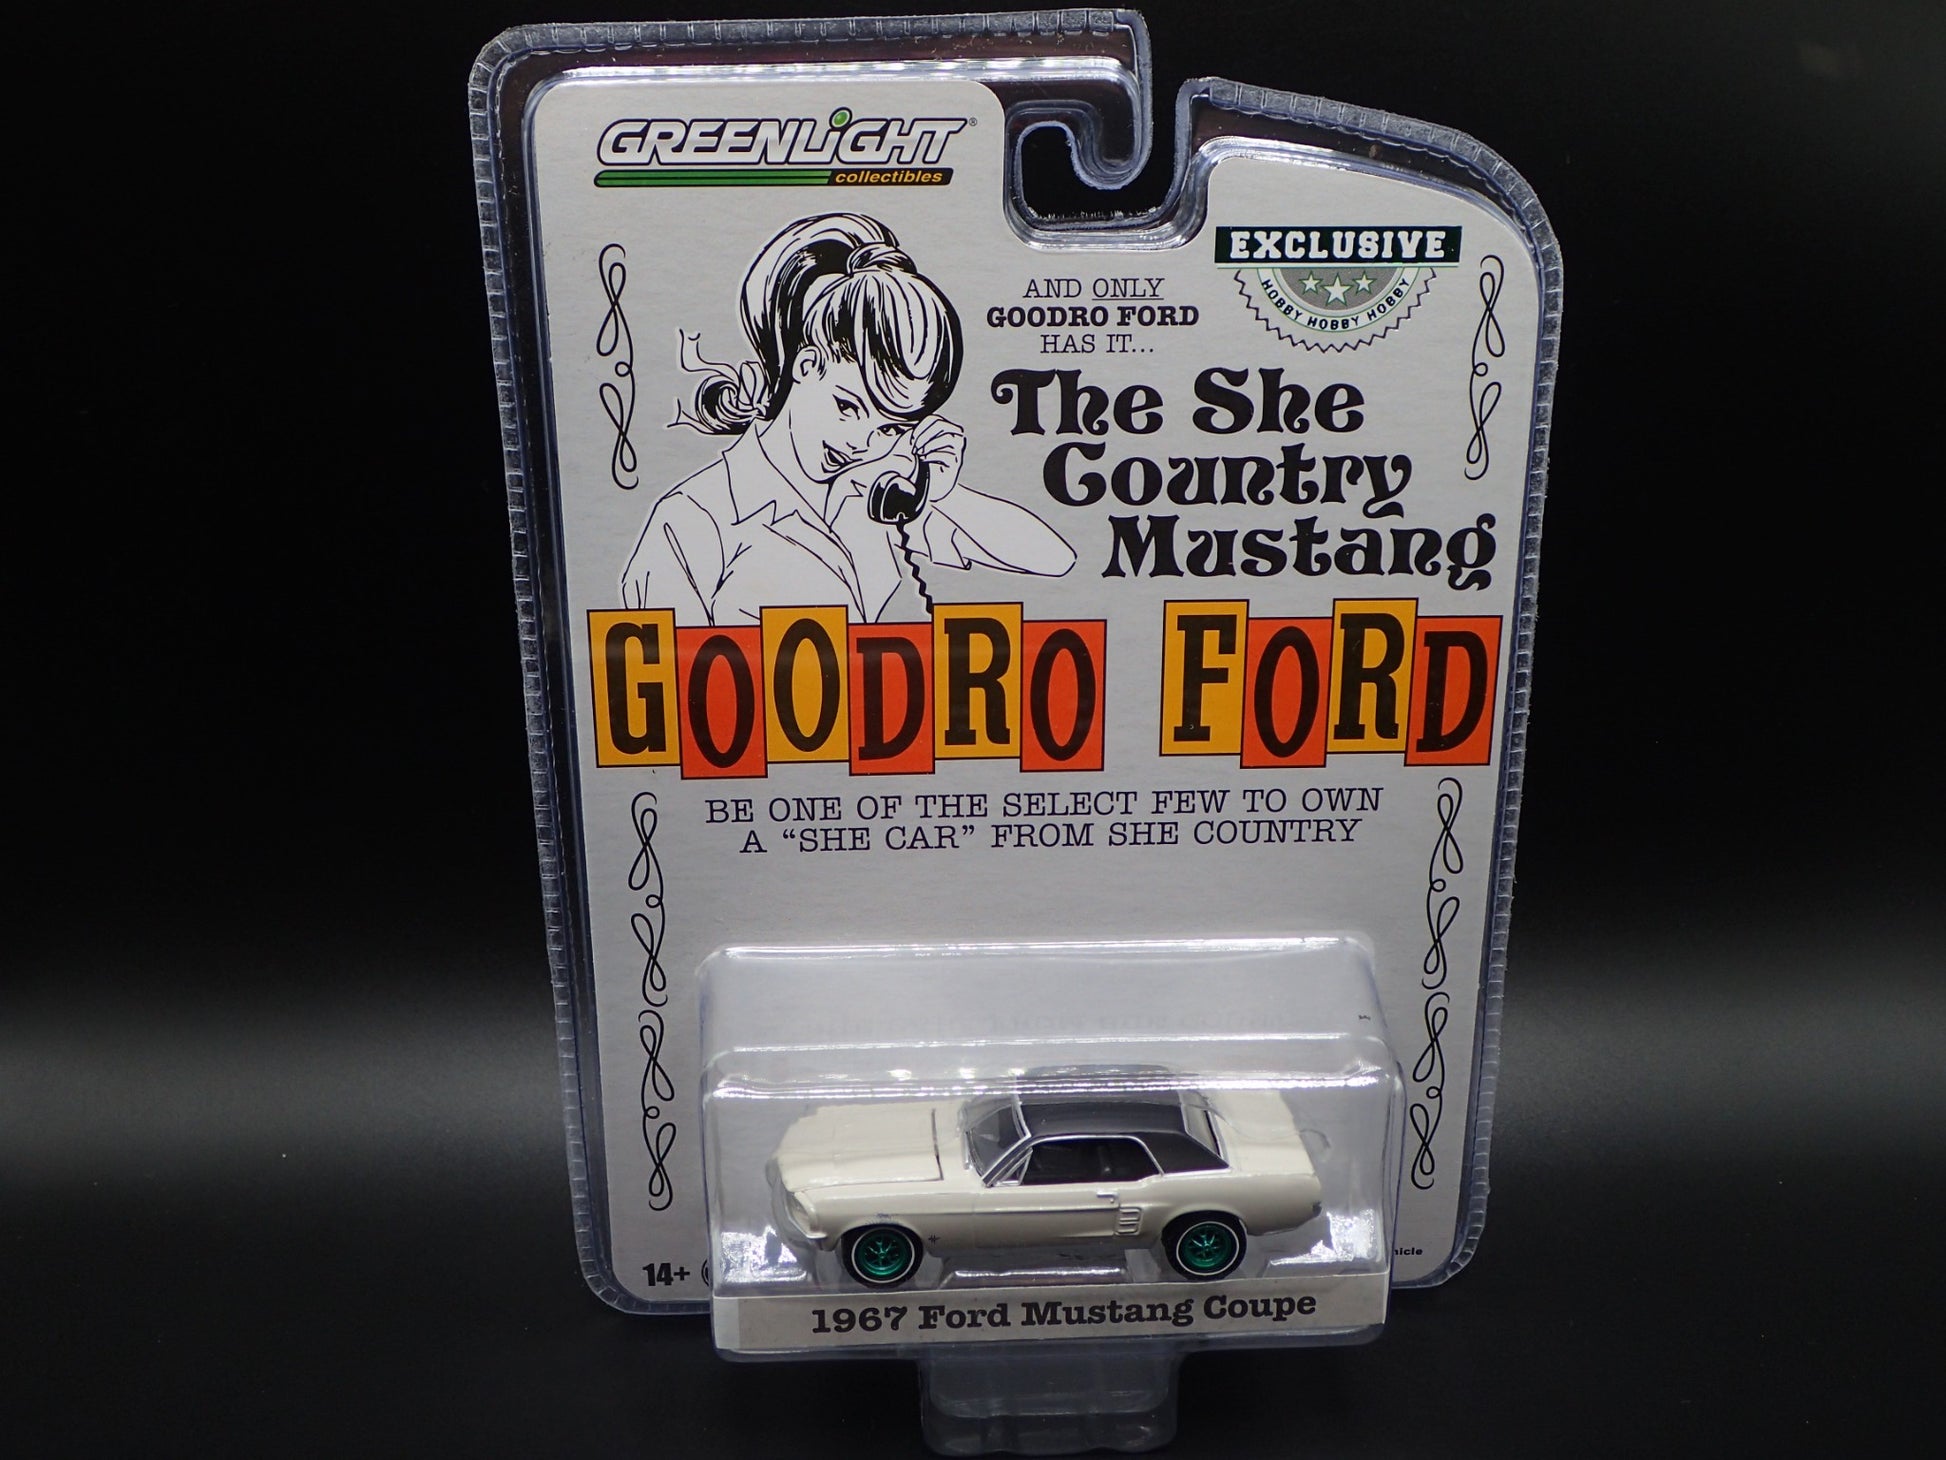 GREENLiGHT®
collectibles
EXCLUSIVE
HOBBY HOBBY HOBBY
AND ONLY
GOODRO FORD
HAS IT...
The She
Country
Mustang
GOODRO FORD
BE ONE OF THE SELECT FEW TO OWN
A “SHE CAR” FROM SHE COUNTRY
14+
1967 Ford Mustang Coupe